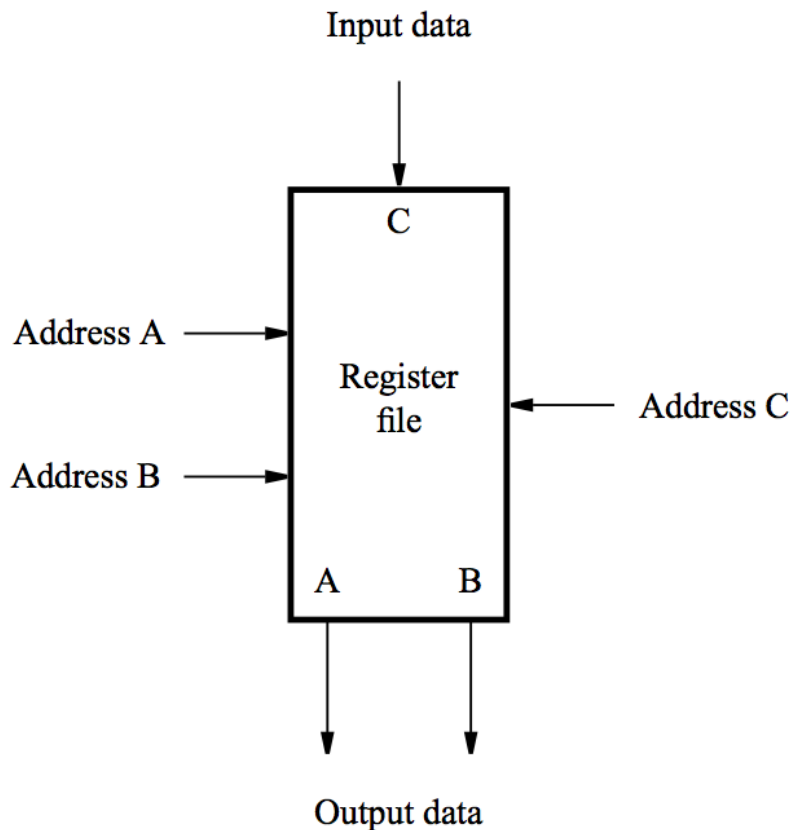 Input data
C
Address A
Register
file
Address C
Address B
A
B
Output data